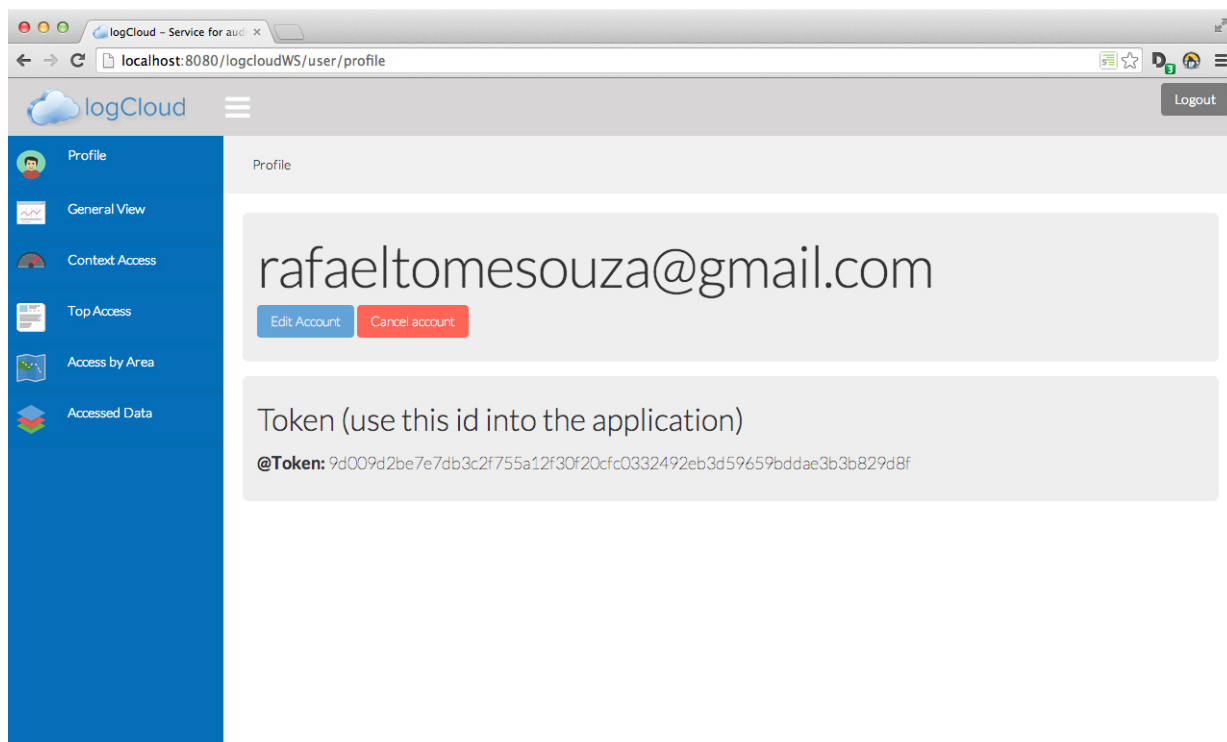 logCloud – Service for aud
localhost:8080/logcloudWS/user/profile
logCloud
Logout
Profile
General View
Context Access
Top Access
Access by Area
Accessed Data
Profile
rafaeltomesouza@gmail.com
Edit Account Cancel account
Token (use this id into the application)
@Token: 9d009d2be7e7db3c2f755a12f30f20cfc0332492eb3d59659bddae3b3b829d8f